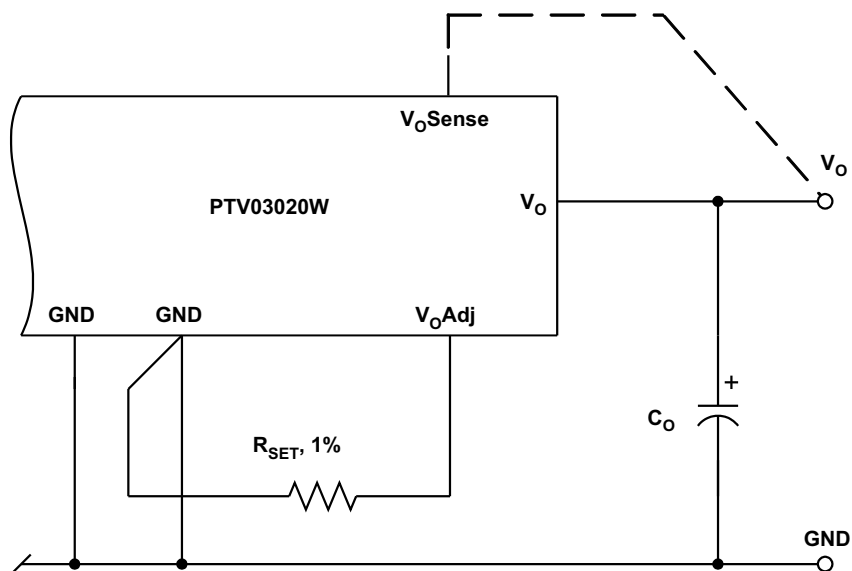 VOSense
VO
PTV03020W
VO
GND GND VOAdj
+
CO
RSET, 1%
GND